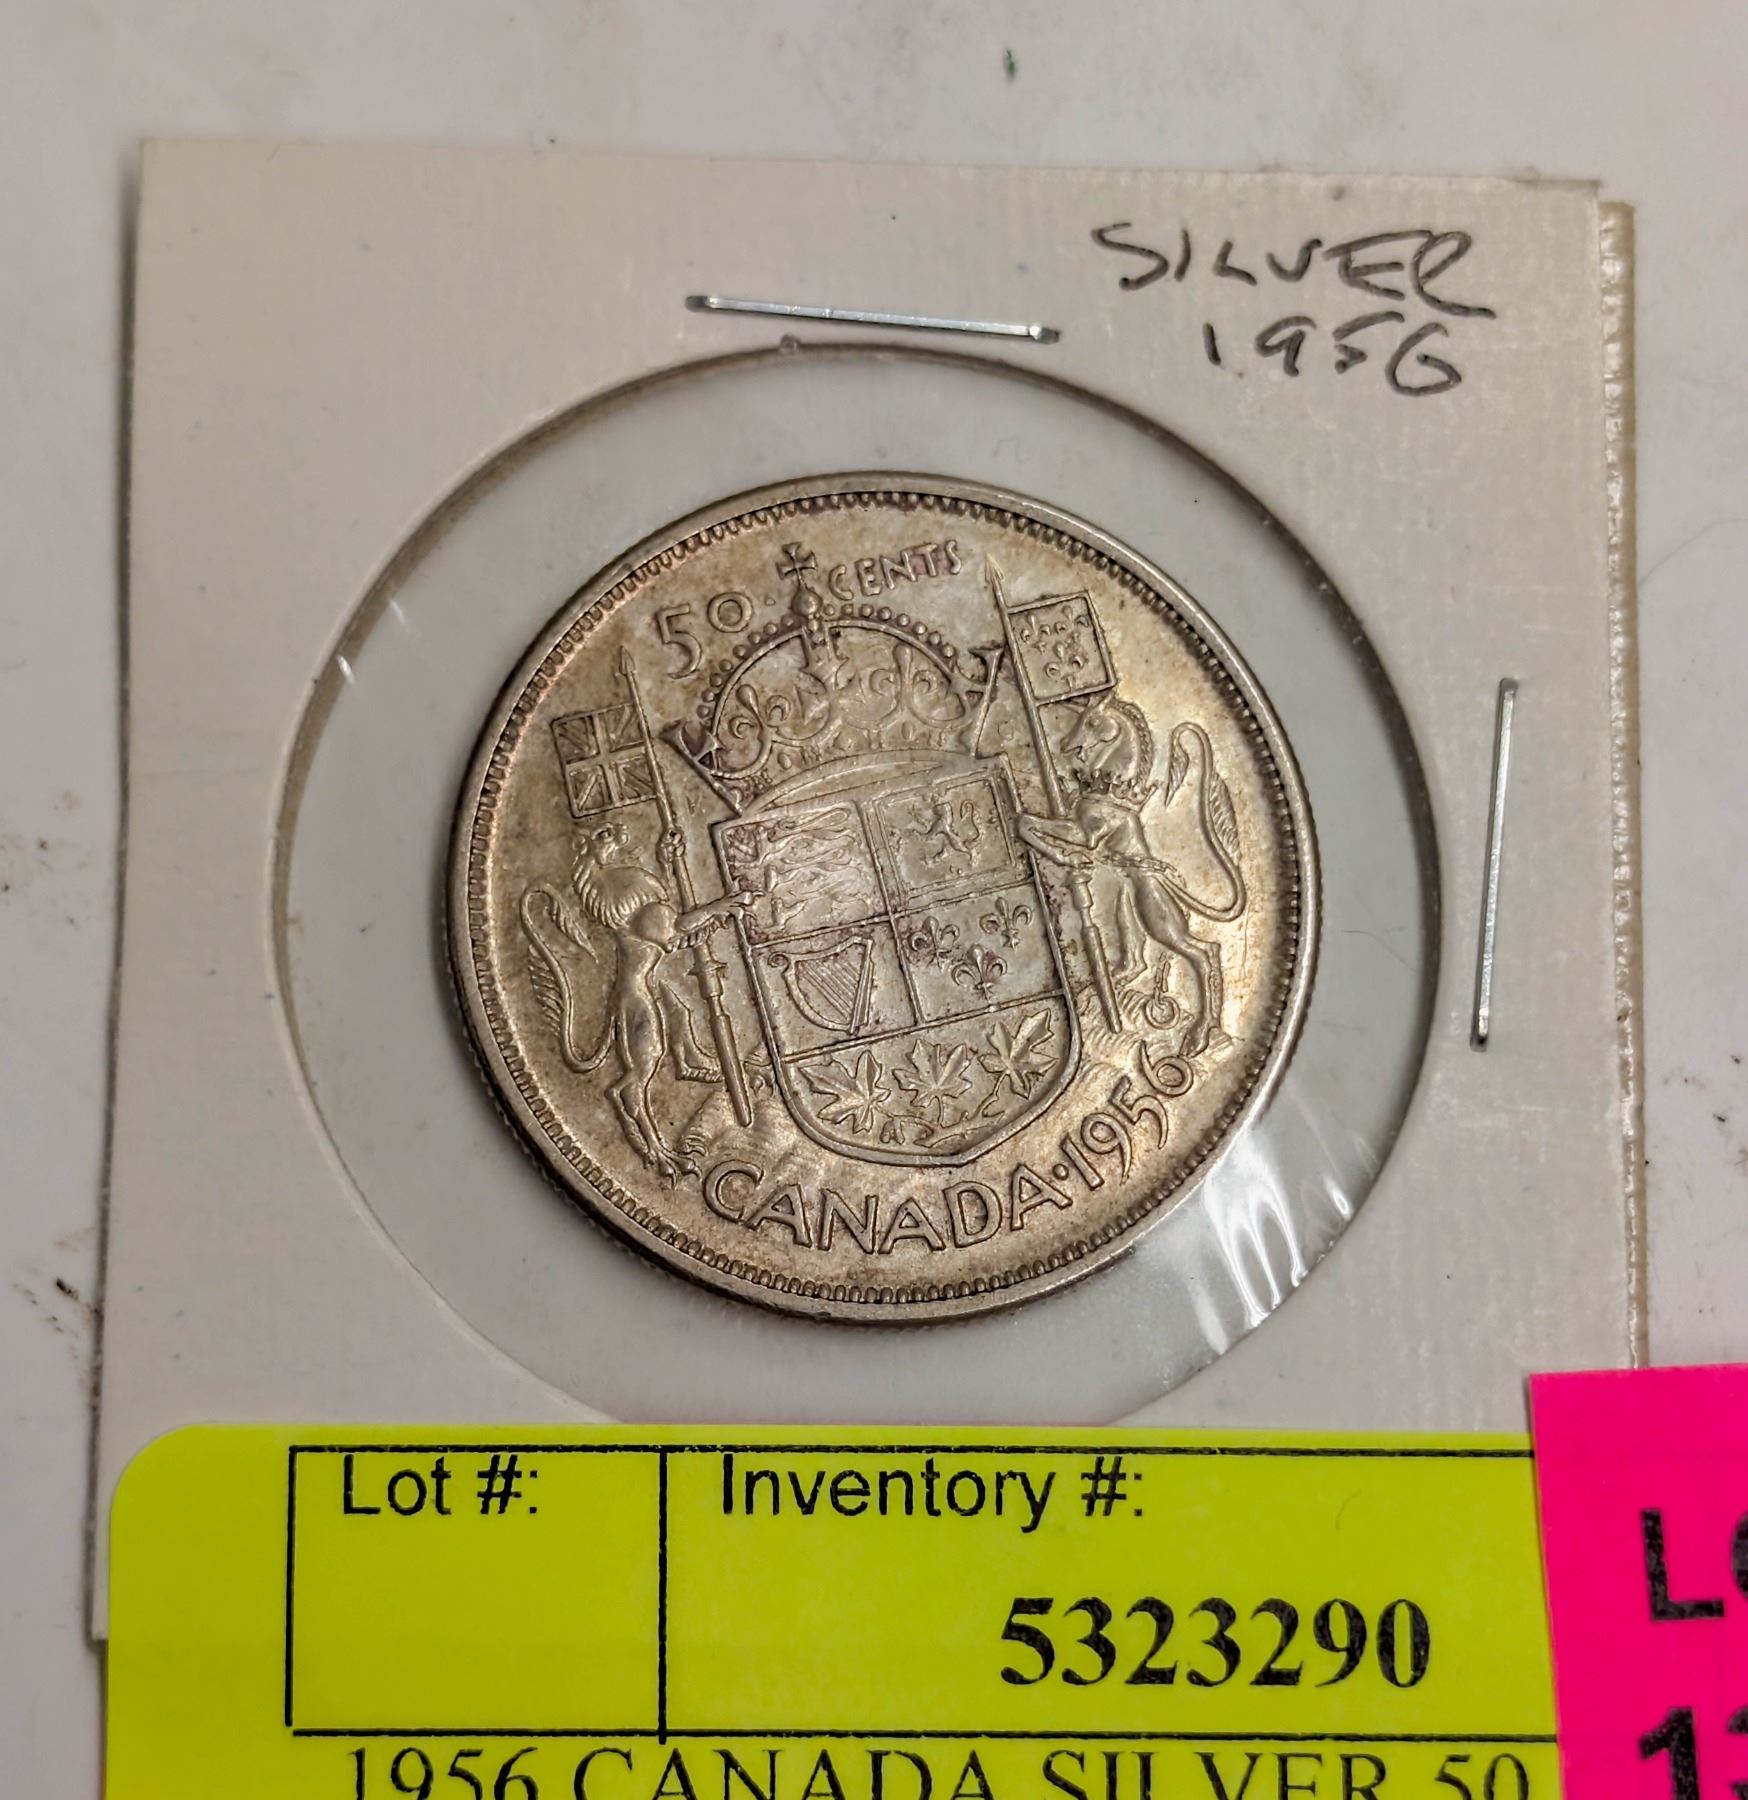 SILVER
1956
50 CENTS
CANADA·1956
Lot #:
Inventory #:
5323290
1956 CANADA SILVER 50